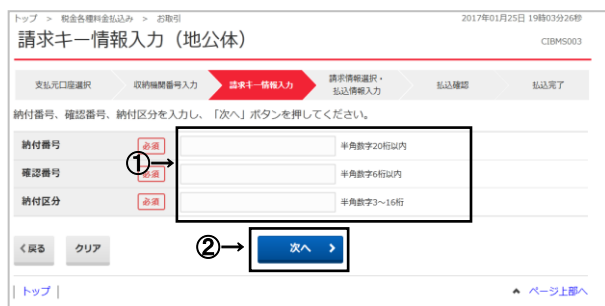 トップ > 税金各種料金払込み > お取引
2017年01月25日 19時03分26秒
請求キー情報入力（地公体）
CIBMS003
支払元口座選択
収納機関番号入力
請求キー情報入力
請求情報選択・
払込情報入力
払込確認
払込完了
納付番号、確認番号、納付区分を入力し、「次へ」ボタンを押してください。
納付番号 必須 半角数字20桁以内
①→
確認番号 必須 半角数字6桁以内
納付区分 必須 半角数字3～16桁
< 戻る クリア ②→ 次へ >
| トップ | ページ上部へ